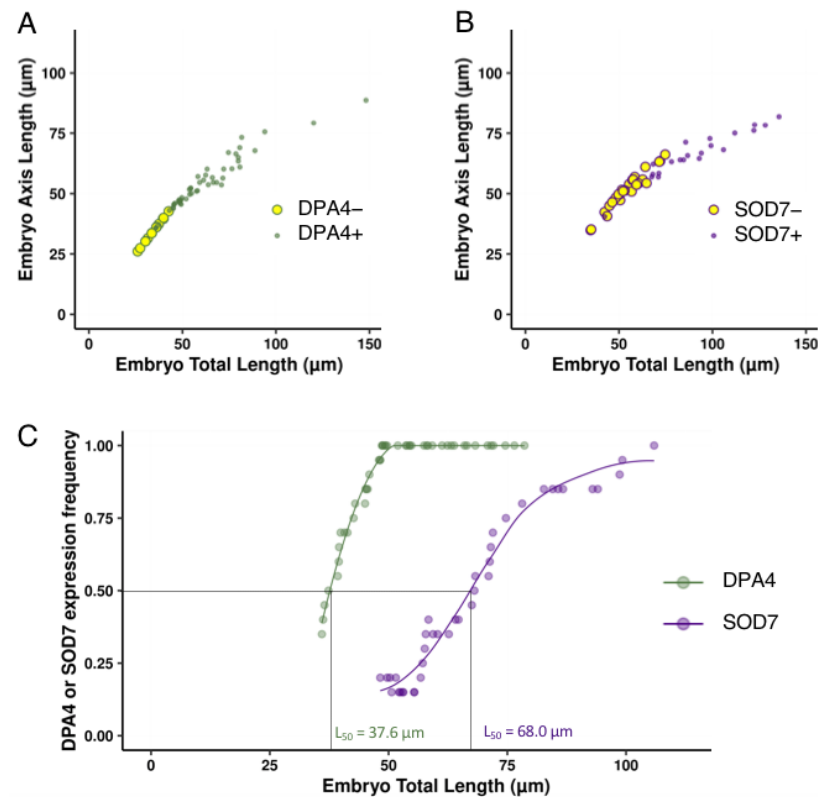 A
Embryo Axis Length (µm)
100
75
50
25
0
DPA4−
DPA4+
0 50 100 150
Embryo Total Length (µm)
B
Embryo Axis Length (µm)
100
75
50
25
0
SOD7−
SOD7+
0 50 100 150
Embryo Total Length (µm)
C
DPA4 or SOD7 expression frequency
1.00
0.75
0.50
0.25
0.00
DPA4
SOD7
L₅₀ = 37.6 µm
L₅₀ = 68.0 µm
0 25 50 75 100
Embryo Total Length (µm)